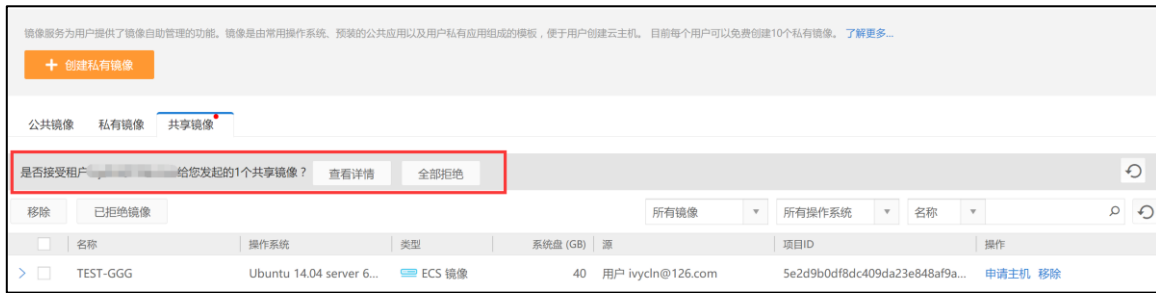 镜像服务为用户提供了镜像自助管理的功能。镜像是由常用操作系统、预装的公共应用以及用户私有应用组成的模板，便于用户创建云主机。 目前每个用户可以免费创建10个私有镜像。 了解更多...
+ 创建私有镜像
公共镜像 私有镜像 共享镜像
是否接受租户 给您发起的1个共享镜像？ 查看详情 全部拒绝
移除 已拒绝镜像 所有镜像 所有操作系统 名称
名称 操作系统 类型 系统盘 (GB) 源 项目ID 操作
TEST-GGG Ubuntu 14.04 server 6... ECS 镜像 40 用户 ivycln@126.com 5e2d9b0df8dc409da23e848af9a... 申请主机 移除